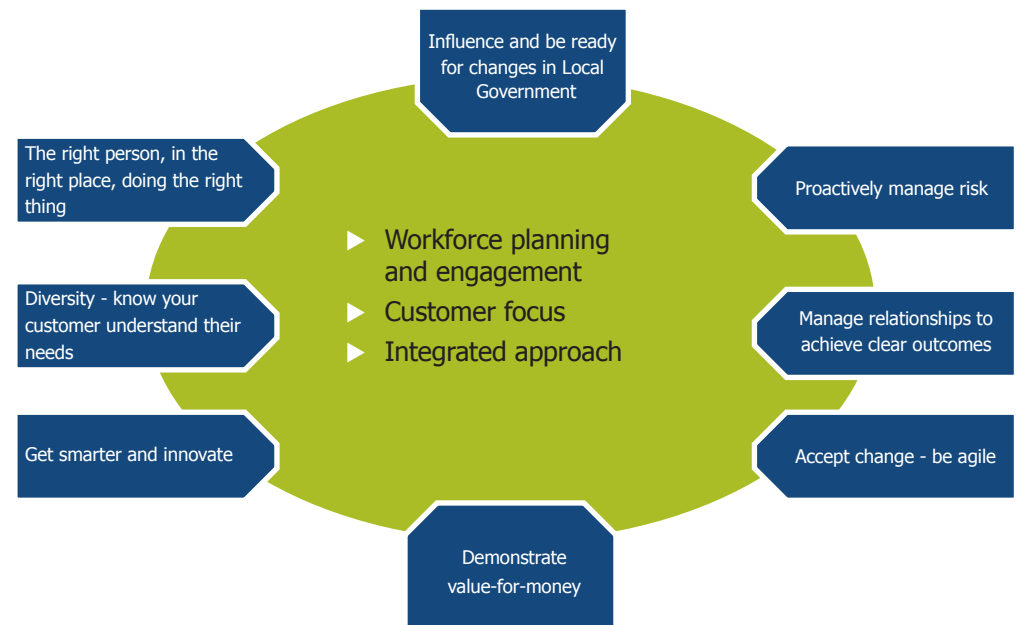 Influence and be ready
for changes in Local
Government
The right person, in the
right place, doing the right
thing
Proactively manage risk
Workforce planning
and engagement
Customer focus
Integrated approach
Diversity - know your
customer understand their
needs
Manage relationships to
achieve clear outcomes
Get smarter and innovate
Accept change - be agile
Demonstrate
value-for-money